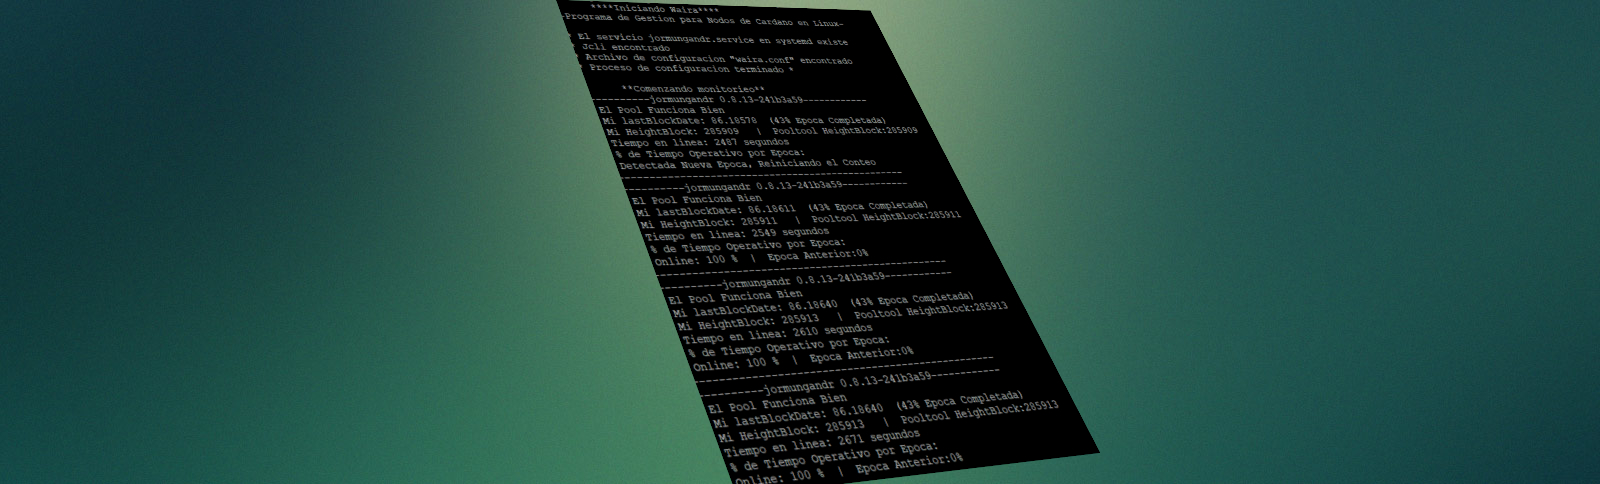 ****Iniciando Waira****
-Programa de Gestion para Nodos de Cardano en Linux-
* El servicio jormungandr.service en systemd existe
* Jcli encontrado
* Archivo de configuracion "waira.conf" encontrado
* Proceso de configuracion terminado *
**Comenzando monitorieo**
----------jormungandr 0.8.13-241b3a59-----------
El Pool Funciona Bien
Mi lastBlockDate: 86.18578 (43% Epoca Completada)
Mi HeightBlock: 285909 | Pooltool HeightBlock:285909
Tiempo en linea: 2487 segundos
% de Tiempo Operativo por Epoca:
Detectada Nueva Epoca, Reiniciando el Conteo
------------------------------------------------
----------jormungandr 0.8.13-241b3a59-----------
El Pool Funciona Bien
Mi lastBlockDate: 86.18611 (43% Epoca Completada)
Mi HeightBlock: 285911 | Pooltool HeightBlock:285911
Tiempo en linea: 2549 segundos
% de Tiempo Operativo por Epoca:
Online: 100 % | Epoca Anterior:0%
------------------------------------------------
----------jormungandr 0.8.13-241b3a59-----------
El Pool Funciona Bien
Mi lastBlockDate: 86.18640 (43% Epoca Completada)
Mi HeightBlock: 285913 | Pooltool HeightBlock:285913
Tiempo en linea: 2610 segundos
% de Tiempo Operativo por Epoca:
Online: 100 % | Epoca Anterior:0%
------------------------------------------------
----------jormungandr 0.8.13-241b3a59-----------
El Pool Funciona Bien
Mi lastBlockDate: 86.18640 (43% Epoca Completada)
Mi HeightBlock: 285913 | Pooltool HeightBlock:285913
Tiempo en linea: 2671 segundos
% de Tiempo Operativo por Epoca:
Online: 100 % | Epoca Anterior:0%